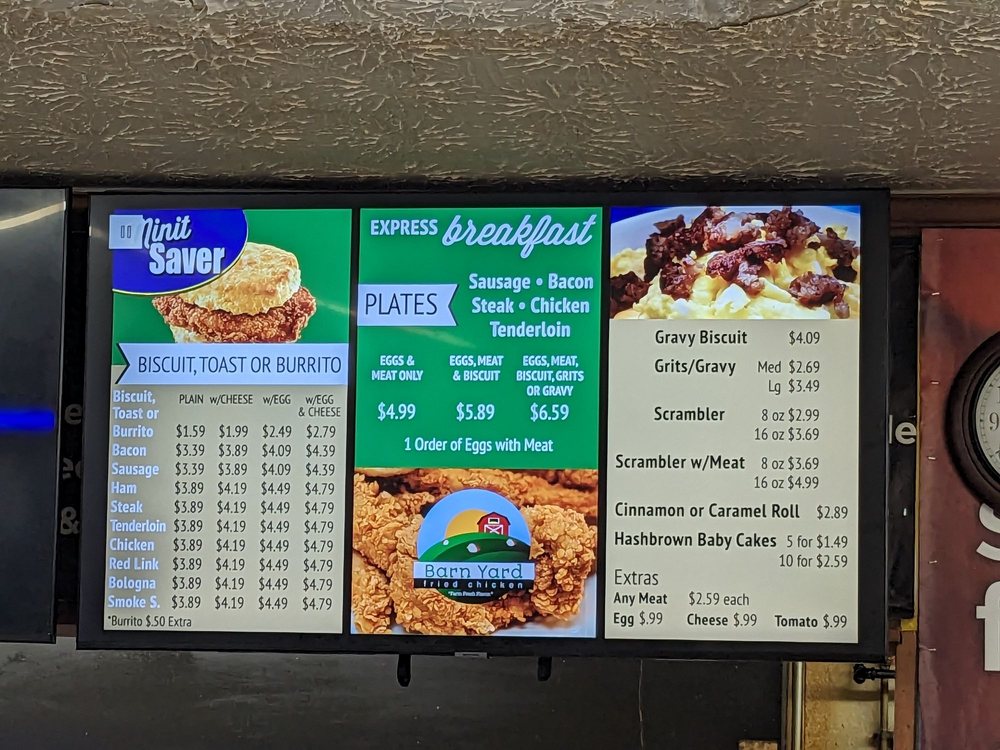 Minit
Saver
BISCUIT, TOAST OR BURRITO
Biscuit, Toast or Burrito PLAIN w/CHEESE w/EGG w/EGG & CHEESE
$1.59 $1.99 $2.49 $2.79
Bacon $3.39 $3.89 $4.09 $4.39
Sausage $3.39 $3.89 $4.09 $4.39
Ham $3.89 $4.19 $4.49 $4.79
Steak $3.89 $4.19 $4.49 $4.79
Tenderloin $3.89 $4.19 $4.49 $4.79
Chicken $3.89 $4.19 $4.49 $4.79
Red Link $3.89 $4.19 $4.49 $4.79
Bologna $3.89 $4.19 $4.49 $4.79
Smoke S. $3.89 $4.19 $4.49 $4.79
*Burrito $.50 Extra
EXPRESS breakfast
PLATES
Sausage • Bacon
Steak • Chicken
Tenderloin
EGGS &
MEAT ONLY
$4.99
EGGS, MEAT
& BISCUIT
$5.89
EGGS, MEAT,
BISCUIT, GRITS
OR GRAVY
$6.59
1 Order of Eggs with Meat
Barn Yard
fried chicken
"Farm Fresh Flavor"
Gravy Biscuit $4.09
Grits/Gravy Med $2.69
Lg $3.49
Scrambler 8 oz $2.99
16 oz $3.69
Scrambler w/Meat 8 oz $3.69
16 oz $4.99
Cinnamon or Caramel Roll $2.89
Hashbrown Baby Cakes 5 for $1.49
10 for $2.59
Extras
Any Meat $2.59 each
Egg $.99 Cheese $.99 Tomato $.99